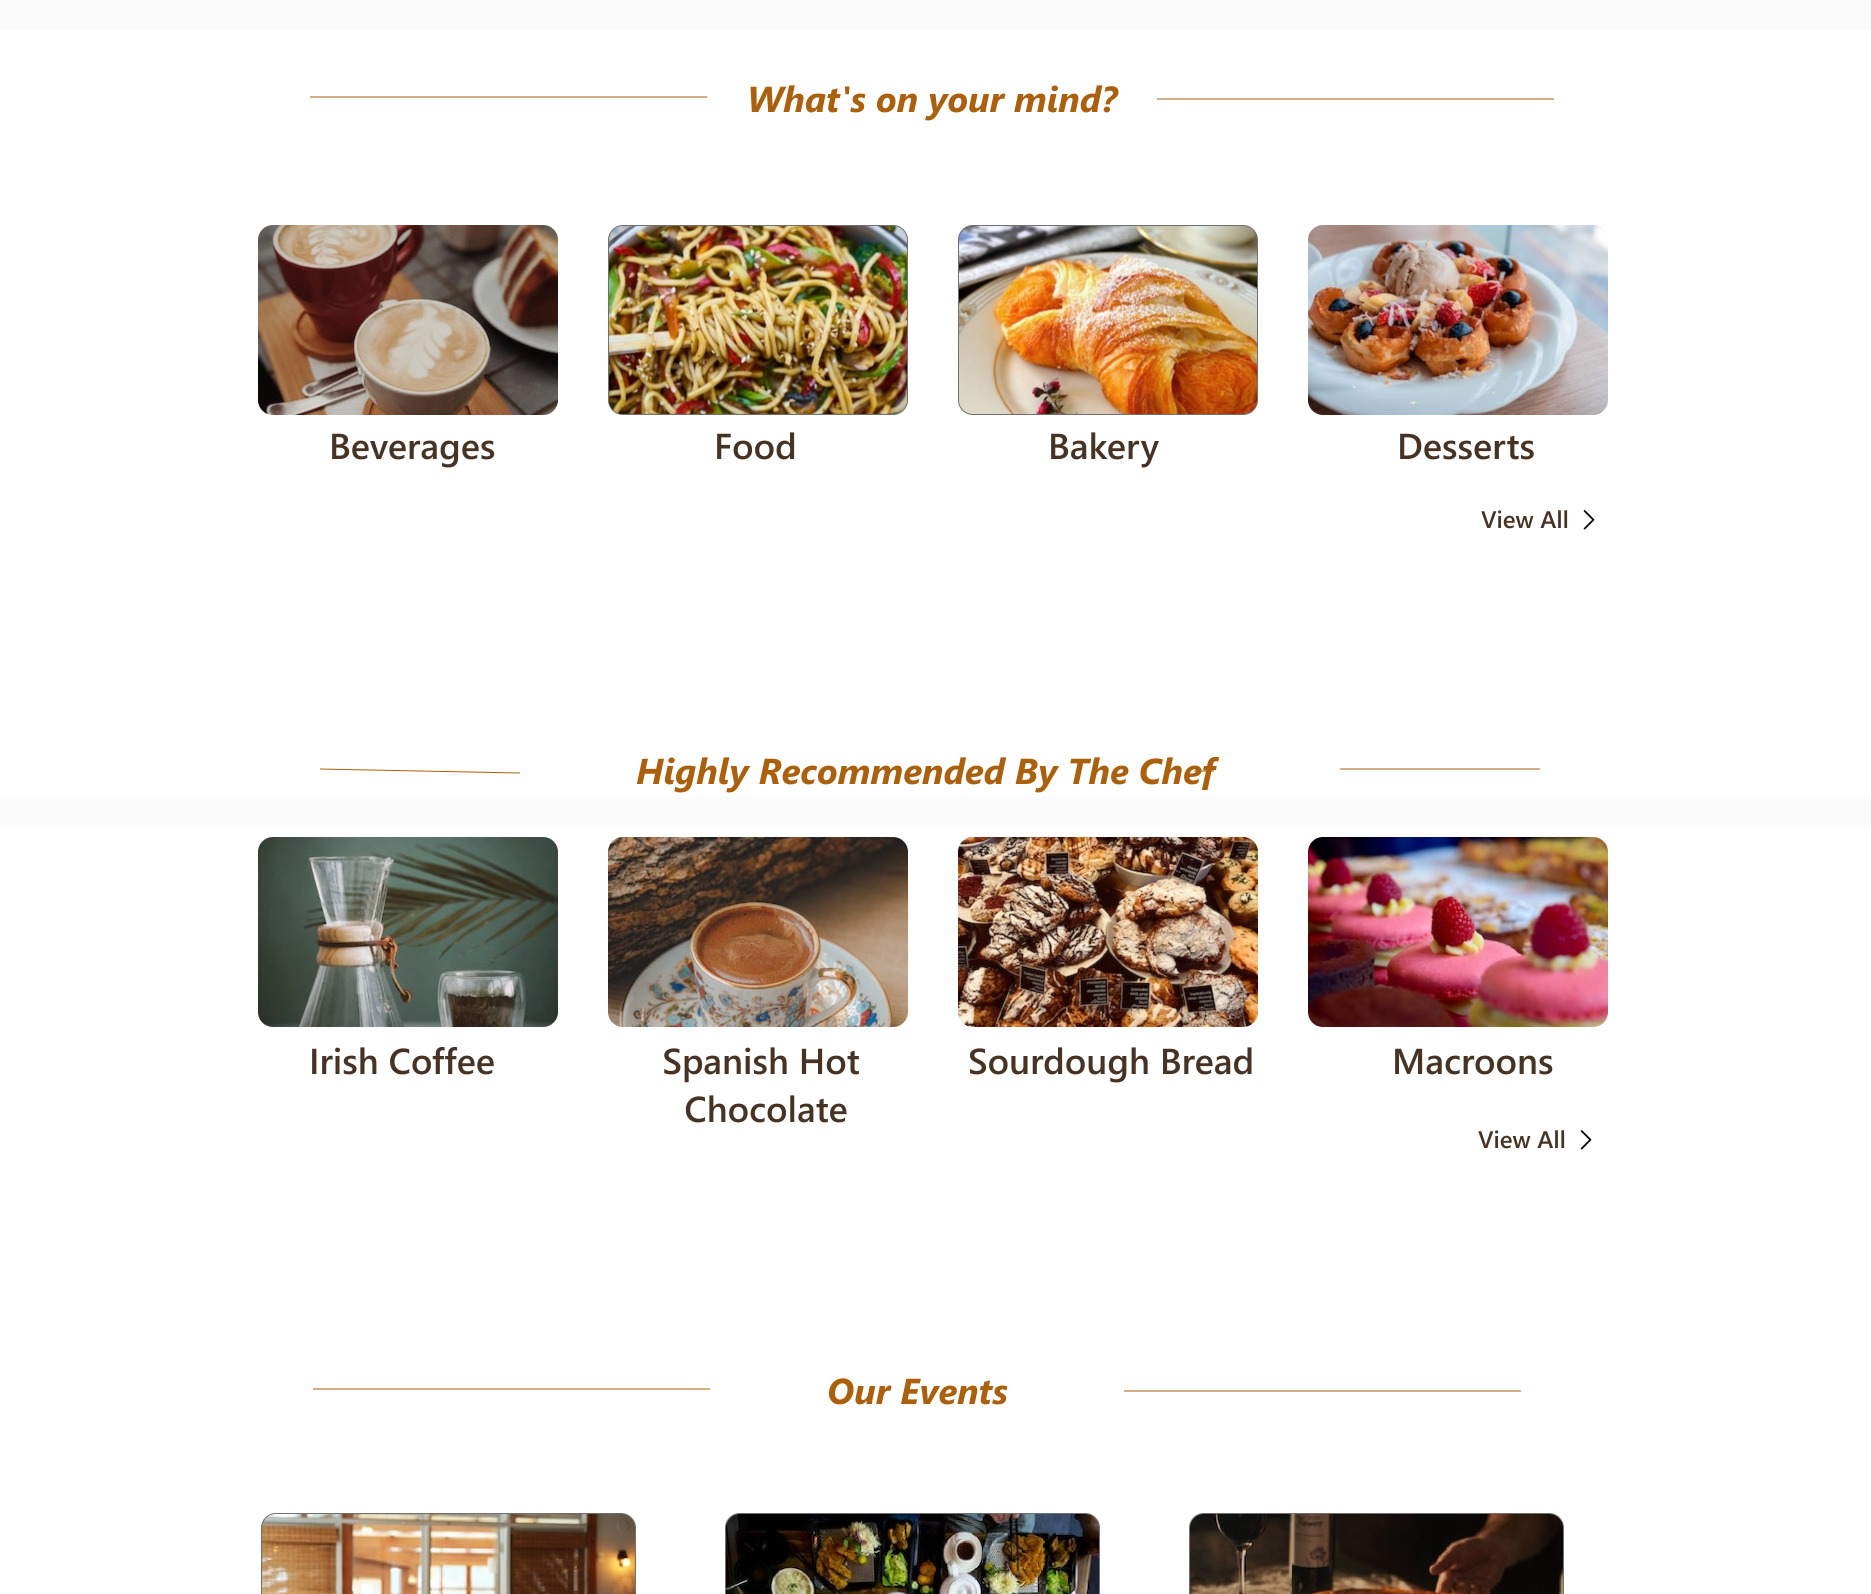 What's on your mind?
Beverages
Food
Bakery
Desserts
View All
Highly Recommended By The Chef
Irish Coffee
Spanish Hot
Chocolate
Sourdough Bread
Macroons
View All
Our Events